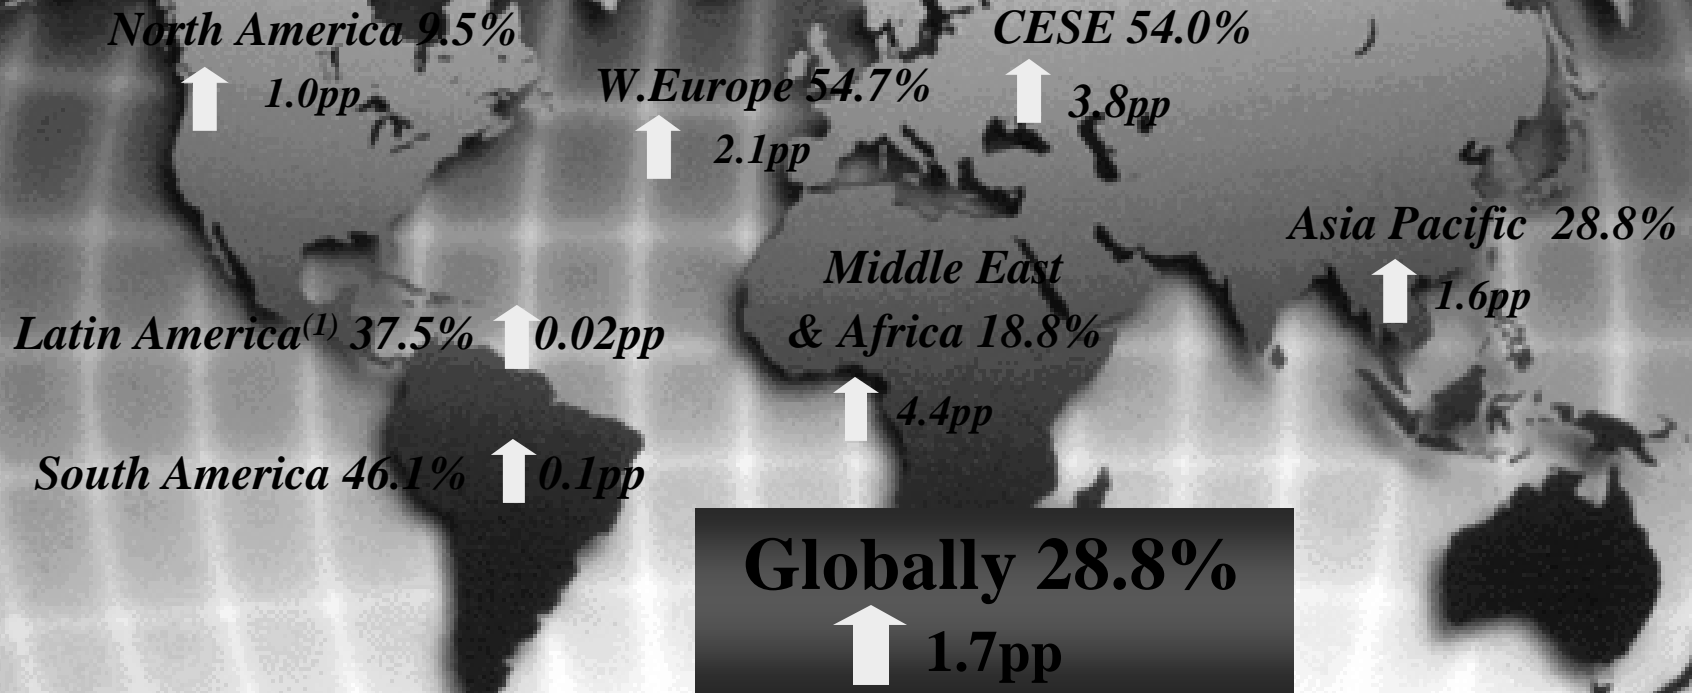 North America 9.5%
1.0pp
W.Europe 54.7%
2.1pp
CESE 54.0%
3.8pp
Asia Pacific 28.8%
1.6pp
Middle East
& Africa 18.8%
4.4pp
Latin America(1) 37.5%
0.02pp
South America 46.1%
0.1pp
Globally 28.8%
1.7pp